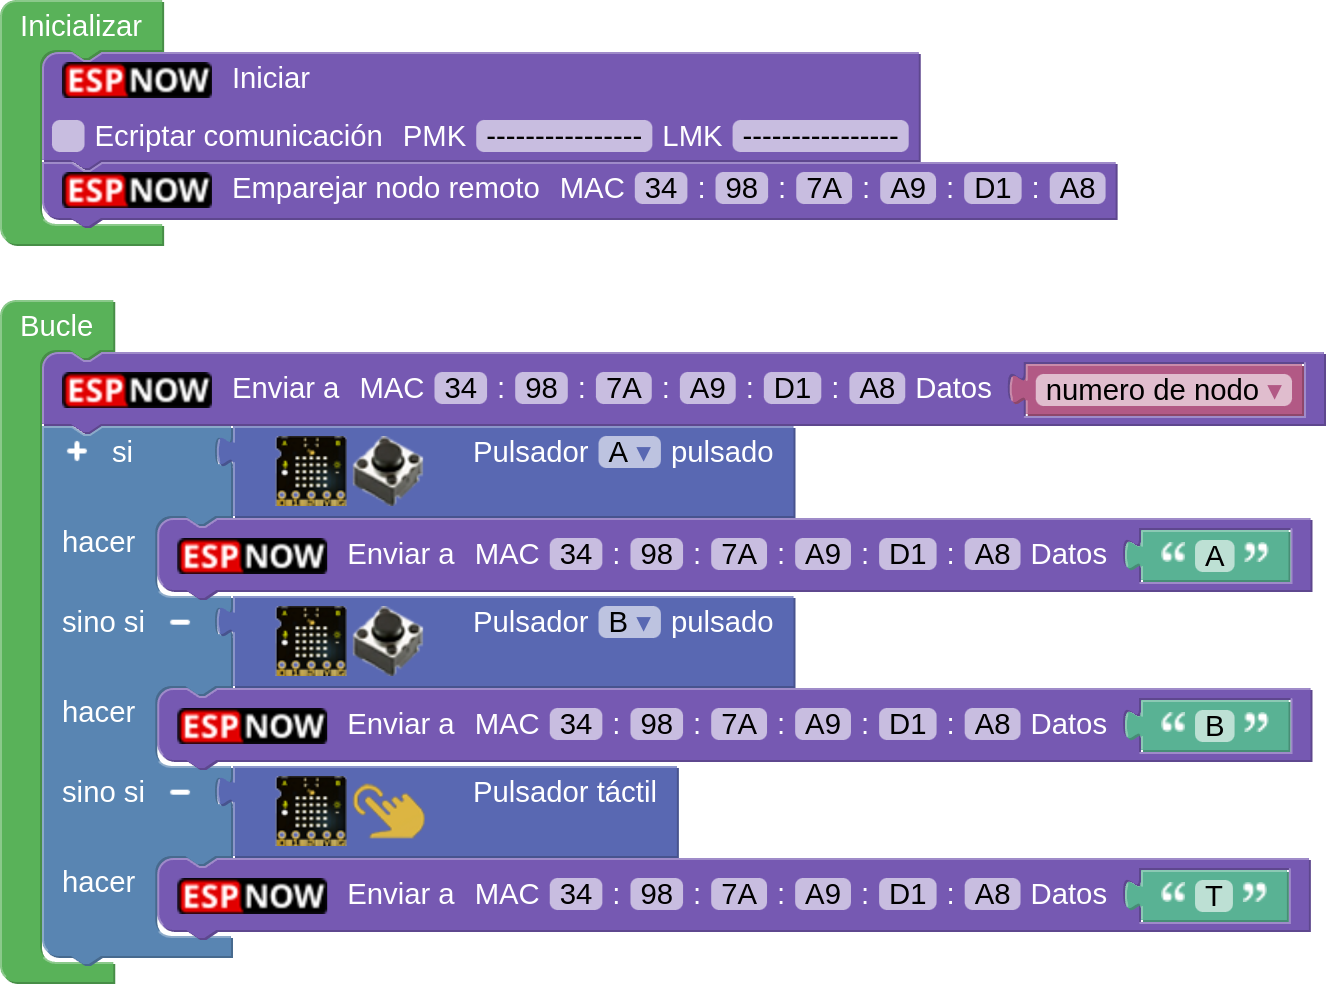 Inicializar
ESP NOW Iniciar
Ecriptar comunicación PMK ---------------- LMK ----------------
ESP NOW Emparejar nodo remoto MAC 34 : 98 : 7A : A9 : D1 : A8
Bucle
ESP NOW Enviar a MAC 34 : 98 : 7A : A9 : D1 : A8 Datos numero de nodo ▾
+ si Pulsador A ▾ pulsado
hacer ESP NOW Enviar a MAC 34 : 98 : 7A : A9 : D1 : A8 Datos “ A ”
sino si − Pulsador B ▾ pulsado
hacer ESP NOW Enviar a MAC 34 : 98 : 7A : A9 : D1 : A8 Datos “ B ”
sino si − Pulsador táctil
hacer ESP NOW Enviar a MAC 34 : 98 : 7A : A9 : D1 : A8 Datos “ T ”